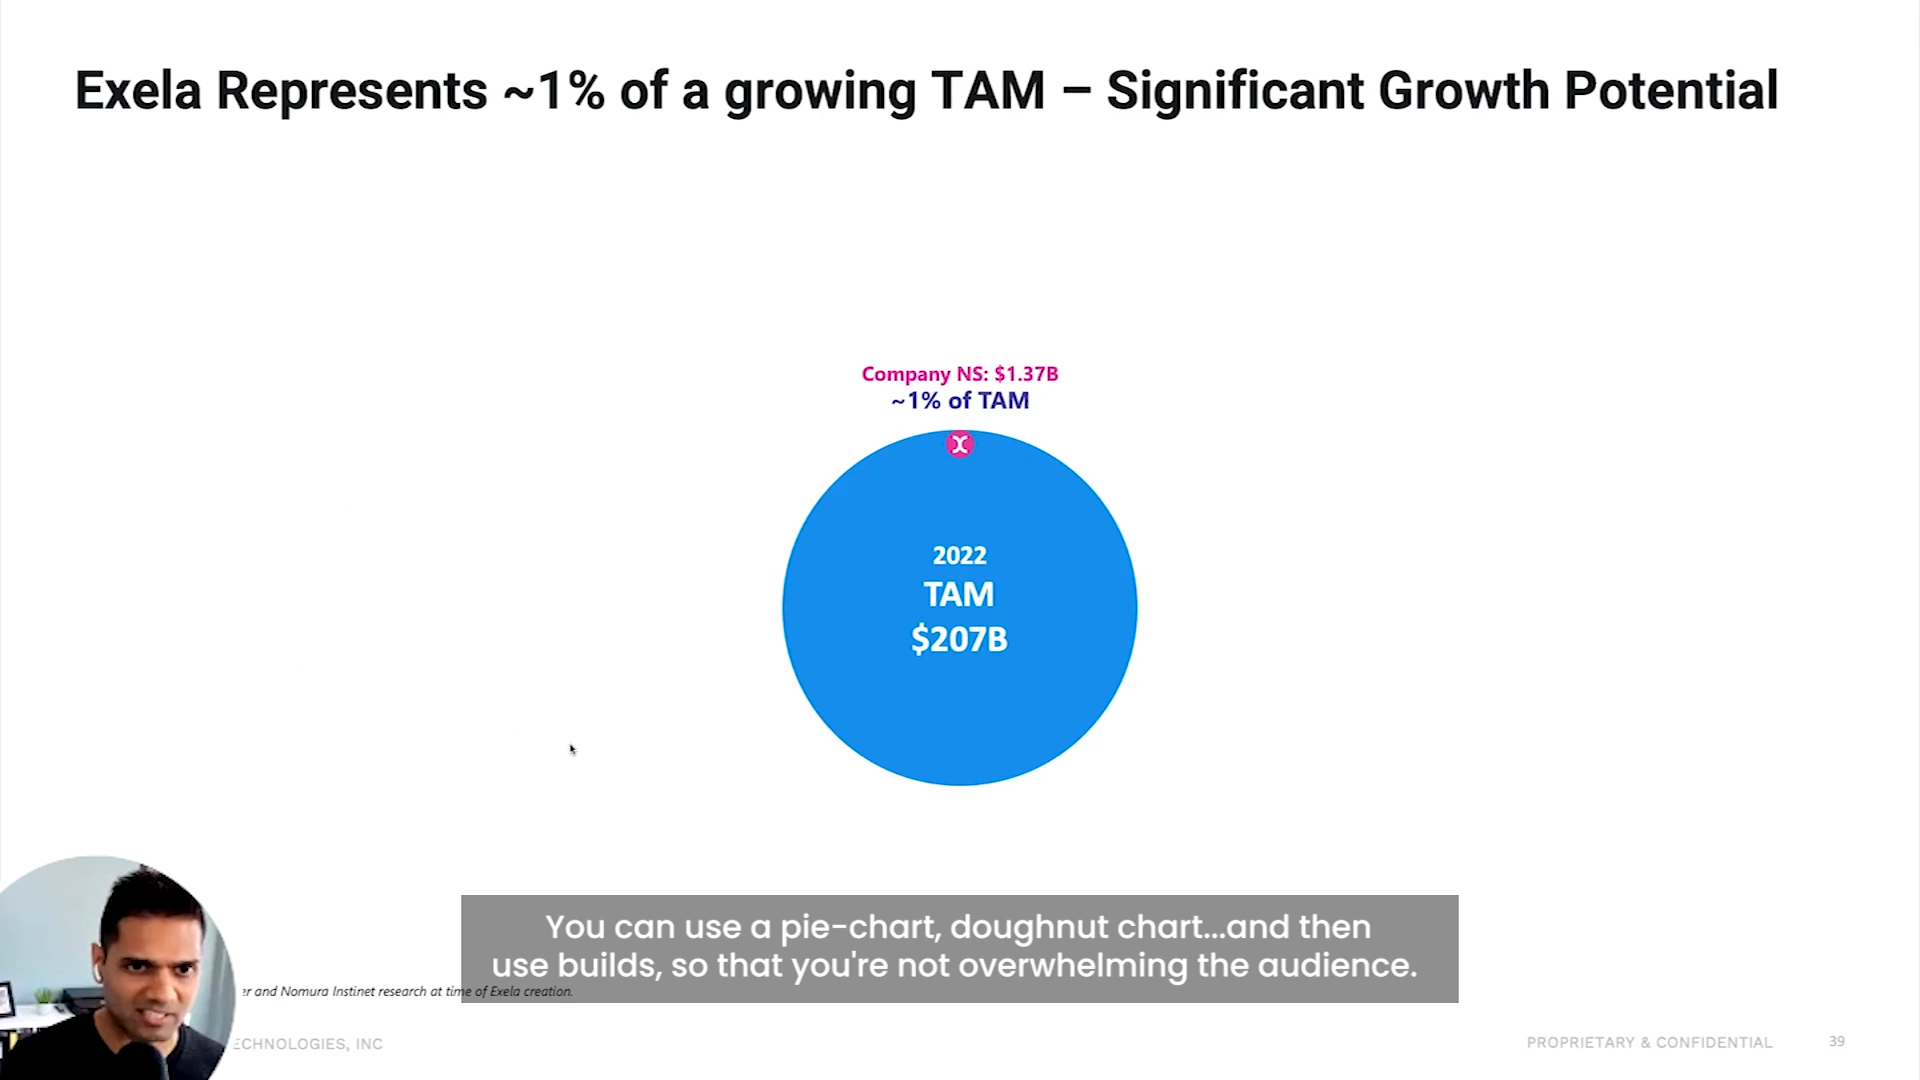 Exela Represents ~1% of a growing TAM – Significant Growth Potential
Company NS: $1.37B
~1% of TAM
2022
TAM
$207B
You can use a pie-chart, doughnut chart...and then
use builds, so that you're not overwhelming the audience.
and Nomura Instinct research at time of Exela creation.
ECHNOLOGIES, INC
PROPRIETARY & CONFIDENTIAL
39